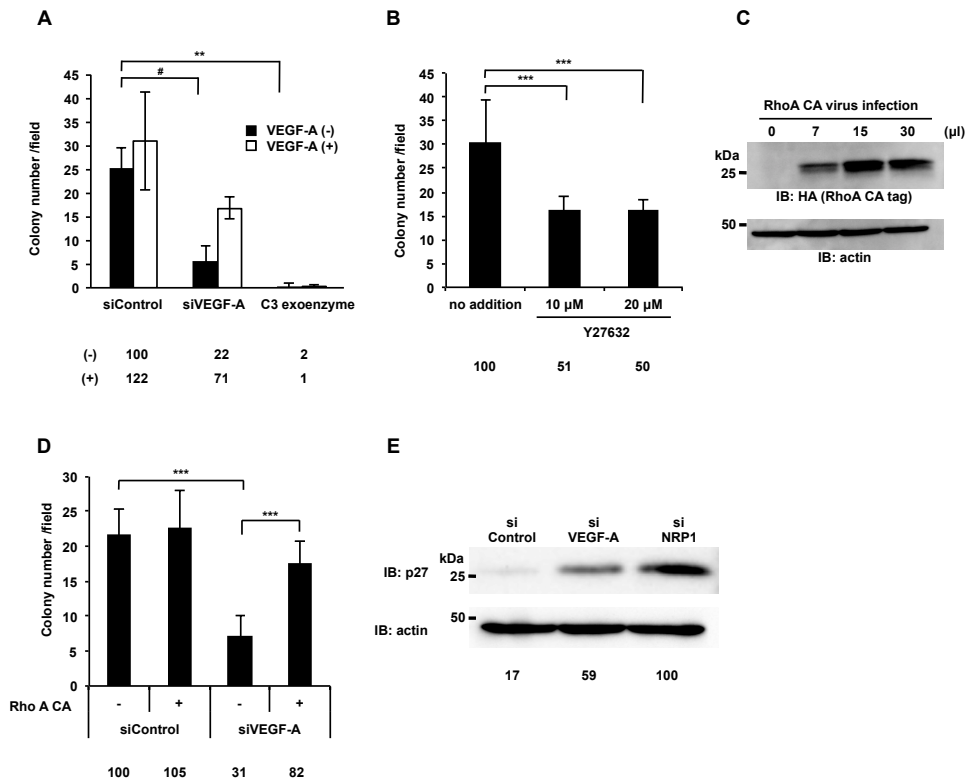 A
**
#
45
40
35
30
25
20
15
10
5
0
Colony number /field
VEGF-A (-)
VEGF-A (+)
siControl siVEGF-A C3 exoenzyme
(-) 100 22 2
(+) 122 71 1
B
***
***
45
40
35
30
25
20
15
10
5
0
Colony number /field
no addition 10 µM 20 µM
Y27632
100 51 50
C
RhoA CA virus infection
0 7 15 30 (µl)
kDa
25
IB: HA (RhoA CA tag)
50
IB: actin
D
***
***
30
25
20
15
10
5
0
Colony number /field
Rho A CA - + - +
siControl siVEGF-A
100 105 31 82
E
si Control
si VEGF-A
si NRP1
kDa
IB: p27
25
50
IB: actin
17 59 100